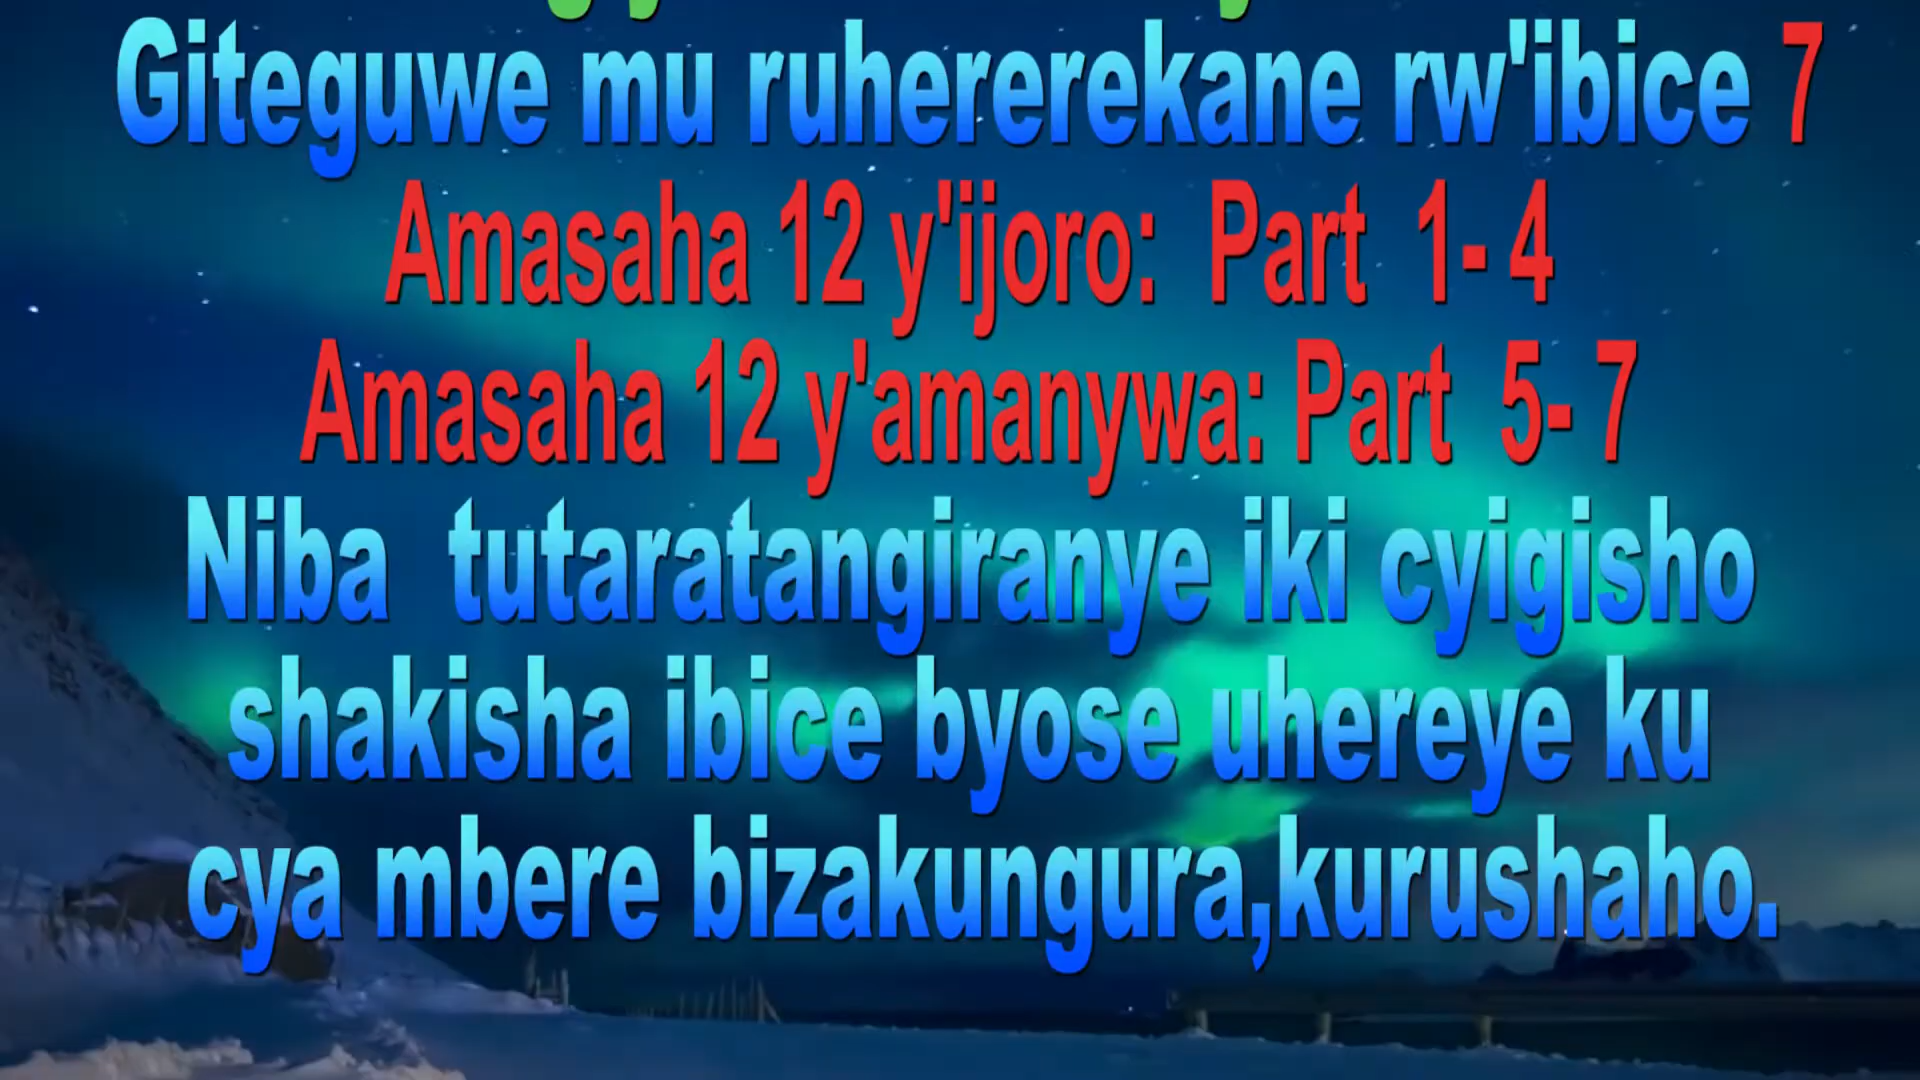 Giteguwe mu ruhererekane rw'ibice 7
Amasaha 12 y'ijoro: Part 1- 4
Amasaha 12 y'amanywa: Part 5- 7
Niba tutaratangiranye iki cyigisho
shakisha ibice byose uhereye ku
cya mbere bizakungura,kurushaho.